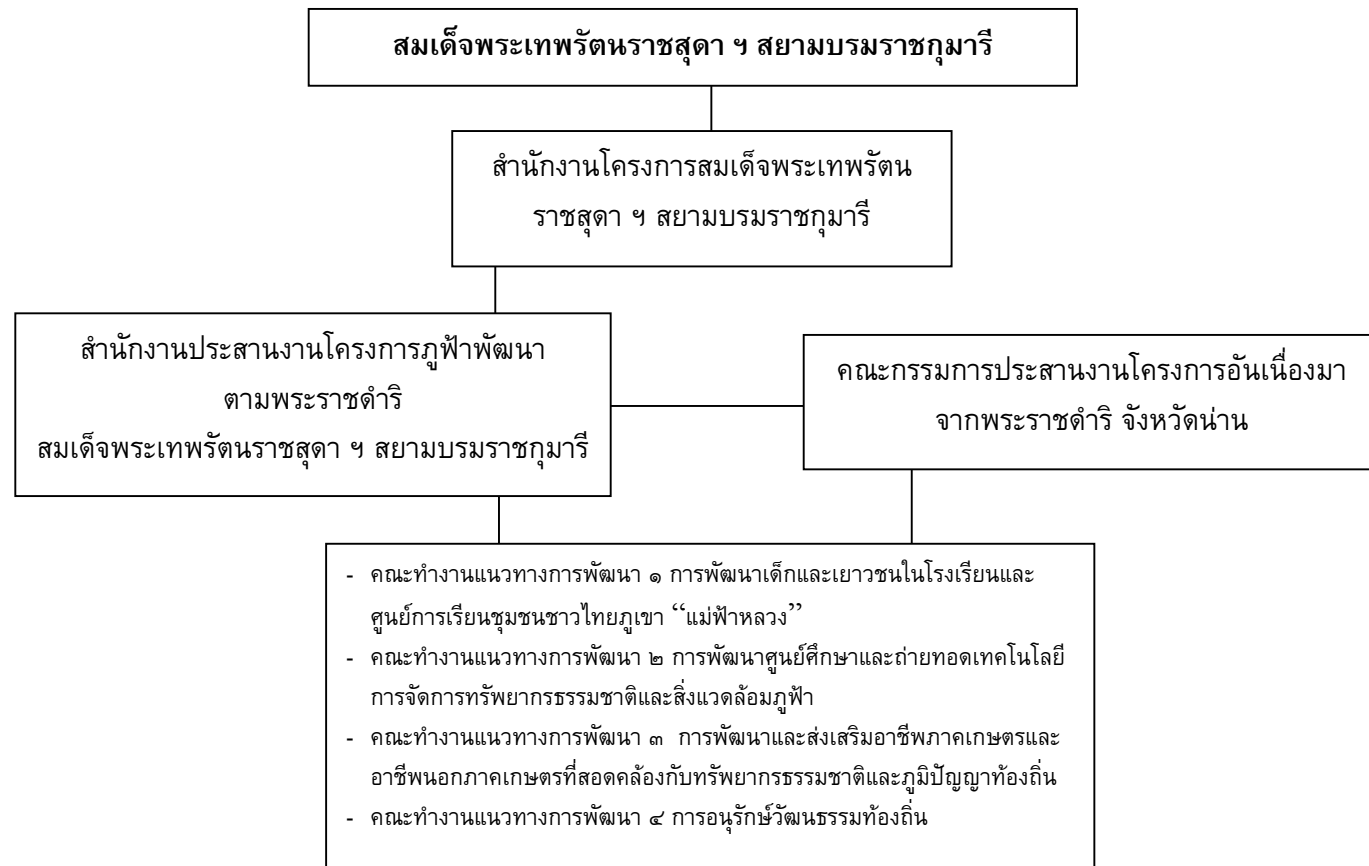 สมเด็จพระเทพรัตนราชสุดา ฯ สยามบรมราชกุมารี
สำนักงานโครงการสมเด็จพระเทพรัตน
ราชสุดา ฯ สยามบรมราชกุมารี
สำนักงานประสานงานโครงการภูฟ้าพัฒนา
ตามพระราชดำริ
สมเด็จพระเทพรัตนราชสุดา ฯ สยามบรมราชกุมารี
คณะกรรมการประสานงานโครงการอันเนื่องมา
จากพระราชดำริ จังหวัดน่าน
- คณะทำงานแนวทางการพัฒนา ๑ การพัฒนาเด็กและเยาวชนในโรงเรียนและ
ศูนย์การเรียนชุมชนชาวไทยภูเขา “แม่ฟ้าหลวง”
- คณะทำงานแนวทางการพัฒนา ๒ การพัฒนาศูนย์ศึกษาและถ่ายทอดเทคโนโลยี
การจัดการทรัพยากรธรรมชาติและสิ่งแวดล้อมภูฟ้า
- คณะทำงานแนวทางการพัฒนา ๓ การพัฒนาและส่งเสริมอาชีพภาคเกษตรและ
อาชีพนอกภาคเกษตรที่สอดคล้องกับทรัพยากรธรรมชาติและภูมิปัญญาท้องถิ่น
- คณะทำงานแนวทางการพัฒนา ๔ การอนุรักษ์วัฒนธรรมท้องถิ่น